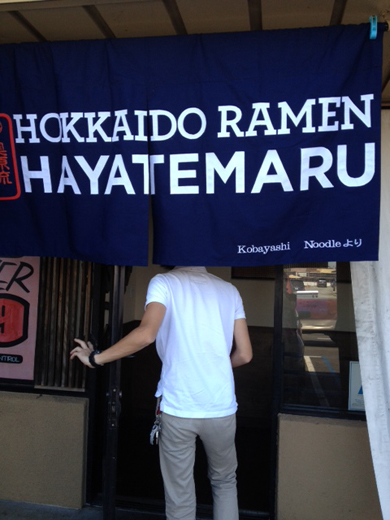 HOKKAIDO RAMEN
HAYATEMARU
Kobayashi Noodleより